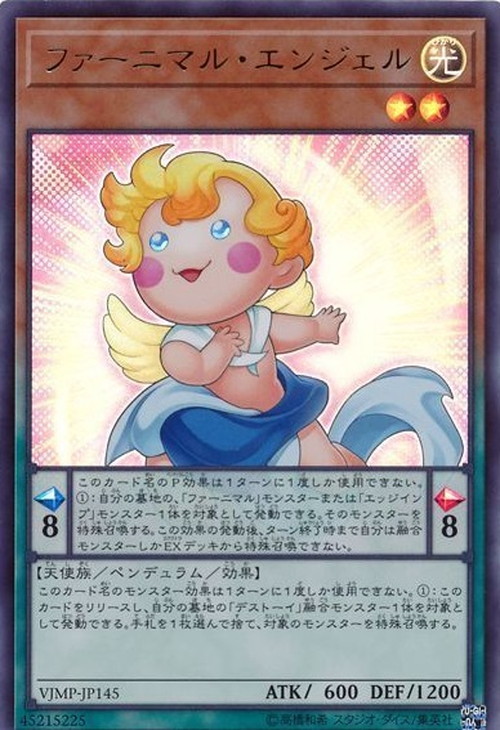 ファーニマル・エンジェル
光
8
このカード名のP効果は1ターンに1度しか使用できない。
①:自分の墓地の、「ファーニマル」モンスターまたは「エッジイン
プ」モンスター1体を対象として発動できる。そのモンスターを
特殊召喚する。この効果の発動後、ターン終了時まで自分は融合
モンスターしかEXデッキから特殊召喚できない。
8
【天使族/ペンデュラム/効果】
このカード名のモンスター効果は1ターンに1度しか使用できない。①:この
カードをリリースし、自分の墓地の「デストーイ」融合モンスター1体を対象と
して発動できる。手札を1枚選んで捨て、対象のモンスターを特殊召喚する。
VJMP-JP145
ATK/ 600 DEF/1200
45215225
©高橋和希 スタジオ・ダイス/集英社